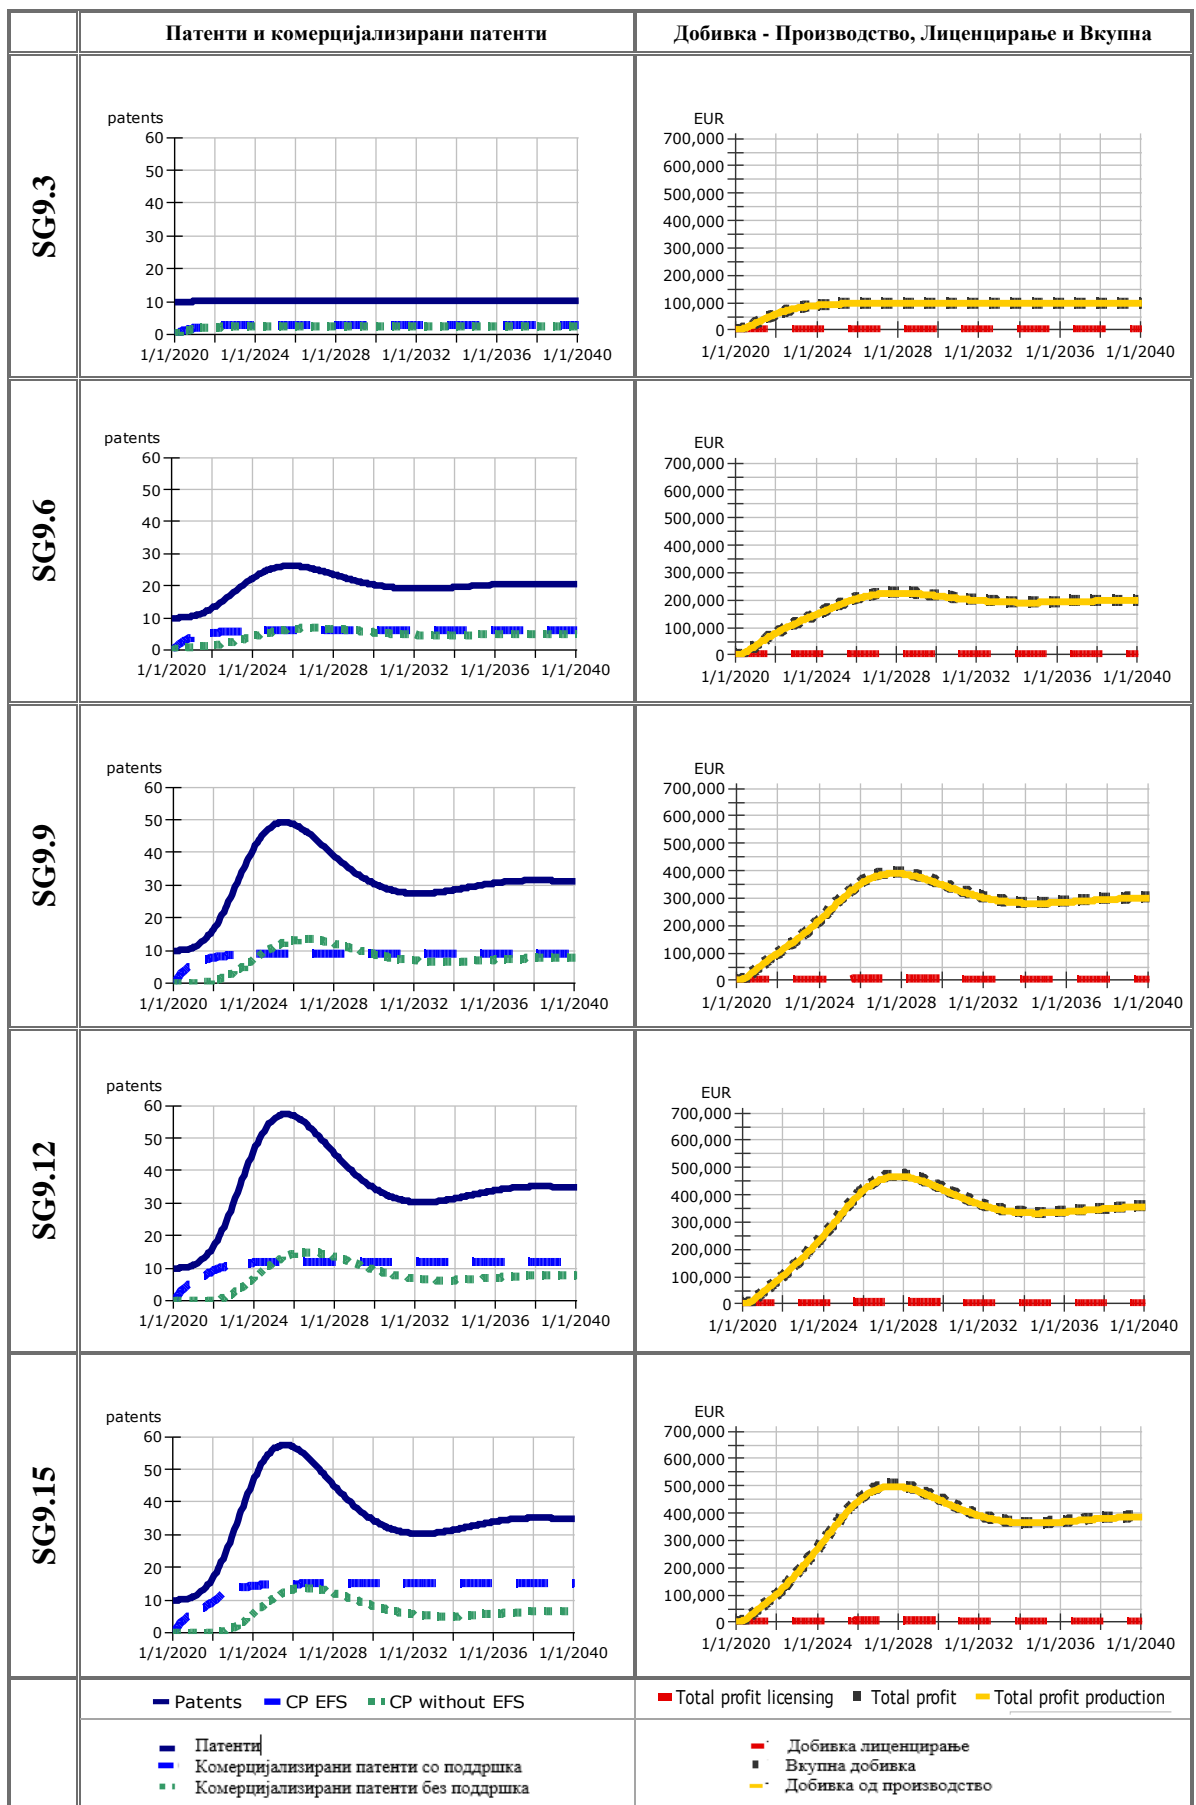 Патенти и комерцијализирани патенти
Добивка - Производство, Лиценцирање и Вкупна
SG9.3
patents
60
50
40
30
20
10
0
1/1/2020 1/1/2024 1/1/2028 1/1/2032 1/1/2036 1/1/2040
EUR
700,000
600,000
500,000
400,000
300,000
200,000
100,000
0
1/1/2020 1/1/2024 1/1/2028 1/1/2032 1/1/2036 1/1/2040
SG9.6
patents
60
50
40
30
20
10
0
1/1/2020 1/1/2024 1/1/2028 1/1/2032 1/1/2036 1/1/2040
EUR
700,000
600,000
500,000
400,000
300,000
200,000
100,000
0
1/1/2020 1/1/2024 1/1/2028 1/1/2032 1/1/2036 1/1/2040
SG9.9
patents
60
50
40
30
20
10
0
1/1/2020 1/1/2024 1/1/2028 1/1/2032 1/1/2036 1/1/2040
EUR
700,000
600,000
500,000
400,000
300,000
200,000
100,000
0
1/1/2020 1/1/2024 1/1/2028 1/1/2032 1/1/2036 1/1/2040
SG9.12
patents
60
50
40
30
20
10
0
1/1/2020 1/1/2024 1/1/2028 1/1/2032 1/1/2036 1/1/2040
EUR
700,000
600,000
500,000
400,000
300,000
200,000
100,000
0
1/1/2020 1/1/2024 1/1/2028 1/1/2032 1/1/2036 1/1/2040
SG9.15
patents
60
50
40
30
20
10
0
1/1/2020 1/1/2024 1/1/2028 1/1/2032 1/1/2036 1/1/2040
EUR
700,000
600,000
500,000
400,000
300,000
200,000
100,000
0
1/1/2020 1/1/2024 1/1/2028 1/1/2032 1/1/2036 1/1/2040
Patents CP EFS CP without EFS
Total profit licensing Total profit Total profit production
Патенти
Комерцијализирани патенти со поддршка
Комерцијализирани патенти без поддршка
Добивка лиценцирање
Вкупна добивка
Добивка од производство